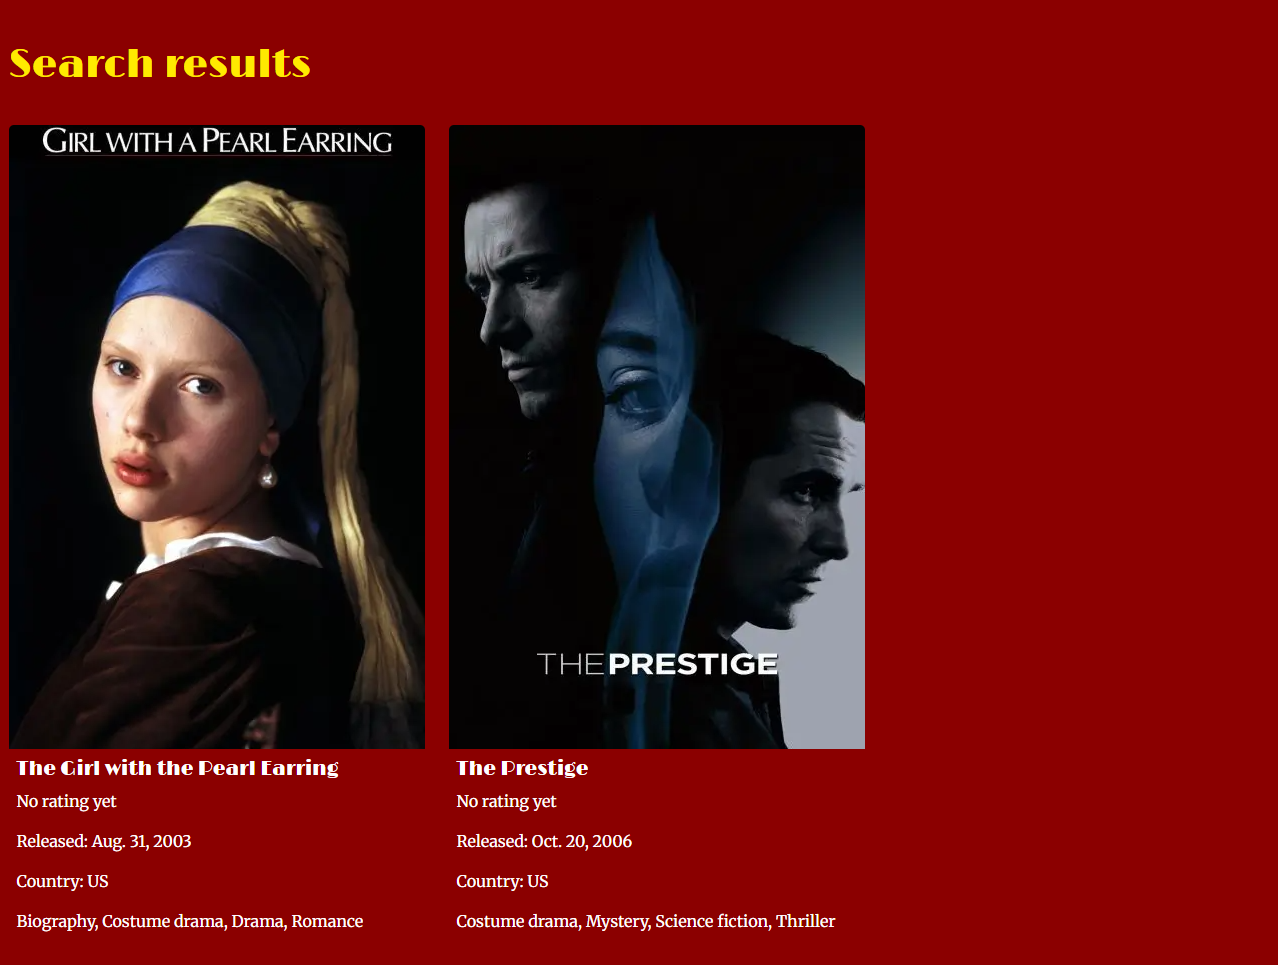 Search results
GIRL WITH A PEARL EARRING
The Girl with the Pearl Earring
No rating yet
Released: Aug. 31, 2003
Country: US
Biography, Costume drama, Drama, Romance
THE PRESTIGE
The Prestige
No rating yet
Released: Oct. 20, 2006
Country: US
Costume drama, Mystery, Science fiction, Thriller